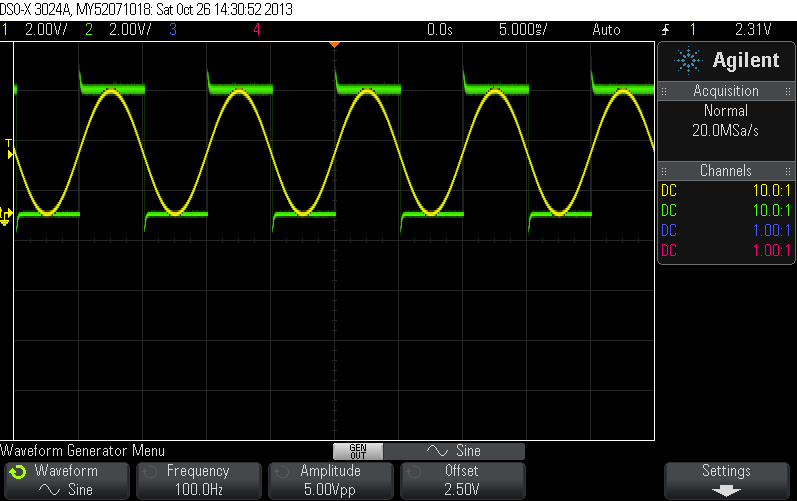 DSO-X 3024A, MY52071018: Sat Oct 26 14:30:52 2013
1 2.00V/ 2 2.00V/ 3 4 0.0s 5.000ms/ Auto 1 2.31V
Agilent
Acquisition
Normal
20.0MSa/s
Channels
DC 10.0:1
DC 10.0:1
DC 1.00:1
DC 1.00:1
T
Waveform Generator Menu
GEN OUT Sine
Waveform
Sine
Frequency
100.0Hz
Amplitude
5.00Vpp
Offset
2.50V
Settings